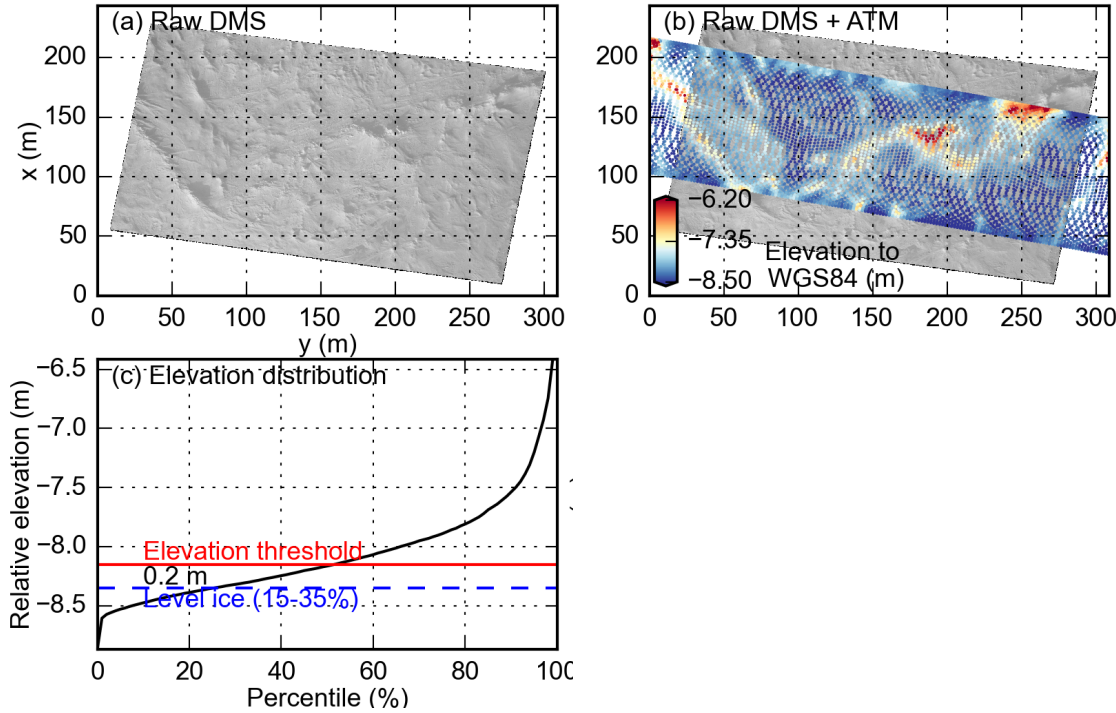 (a) Raw DMS
200
150
100
50
0
x (m)
0 50 100 150 200 250 300
y (m)
(b) Raw DMS + ATM
200
150
100
50
0
−6.20
−7.35
−8.50
Elevation to
WGS84 (m)
0 50 100 150 200 250 300
(c) Elevation distribution
−6.5
−7.0
−7.5
−8.0
−8.5
Relative elevation (m)
Elevation threshold
0.2 m
Level ice (15-35%)
0 20 40 60 80 100
Percentile (%)